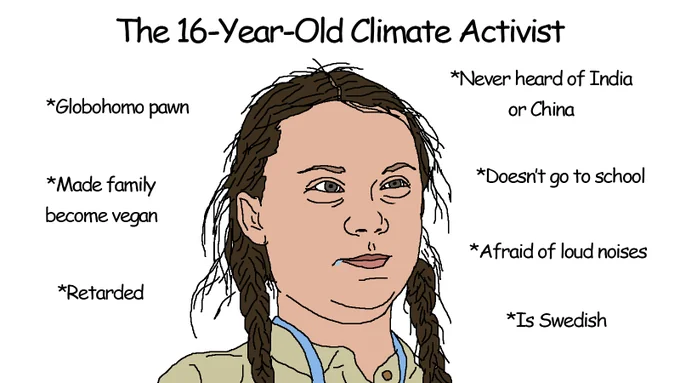 The 16-Year-Old Climate Activist
*Globohomo pawn
*Made family
become vegan
*Retarded
*Never heard of India
or China
*Doesn't go to school
*Afraid of loud noises
*Is Swedish